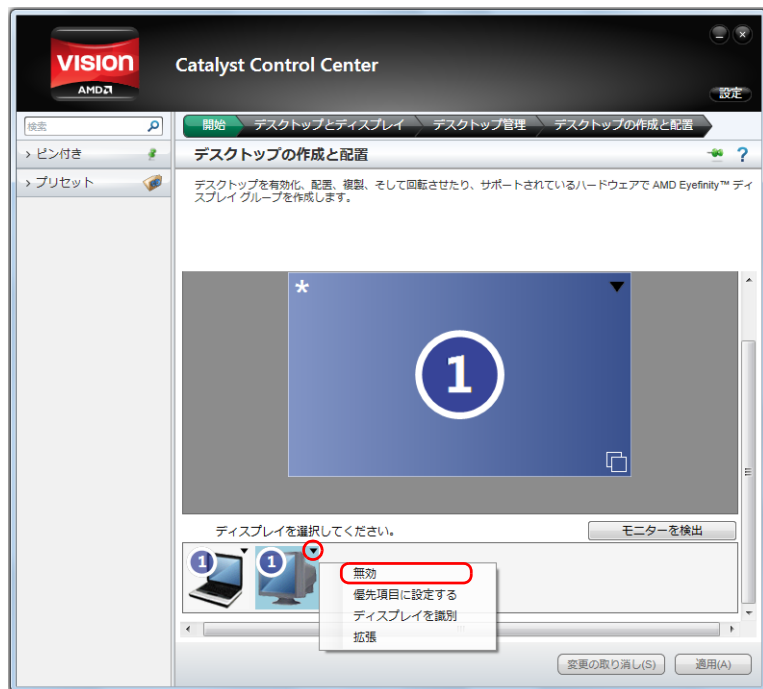 VISION
AMD
Catalyst Control Center
設定
検索
開始 デスクトップとディスプレイ デスクトップ管理 デスクトップの作成と配置
ピン付き
プリセット
デスクトップの作成と配置
?
デスクトップを有効化、配置、複製、そして回転させたり、サポートされているハードウェアで AMD Eyefinity™ ディ
スプレイ グループを作成します。
*
1
ディスプレイを選択してください。
モニターを検出
1
1
無効
優先項目に設定する
ディスプレイを識別
拡張
変更の取り消し(S)
適用(A)